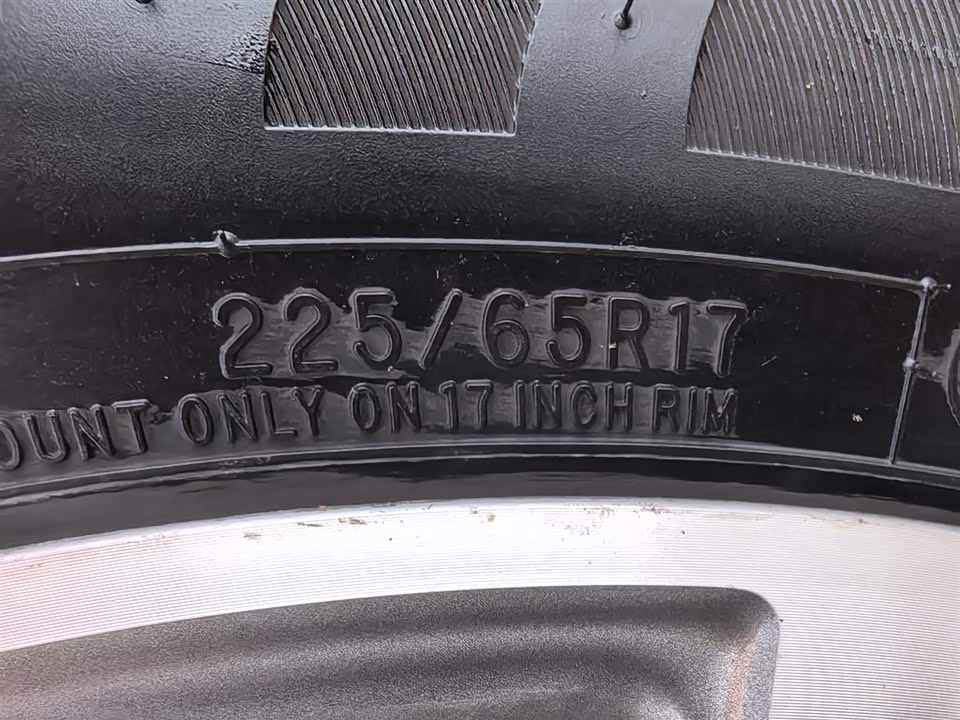 225/65R17
OUNT ONLY ON 17 INCH RIM